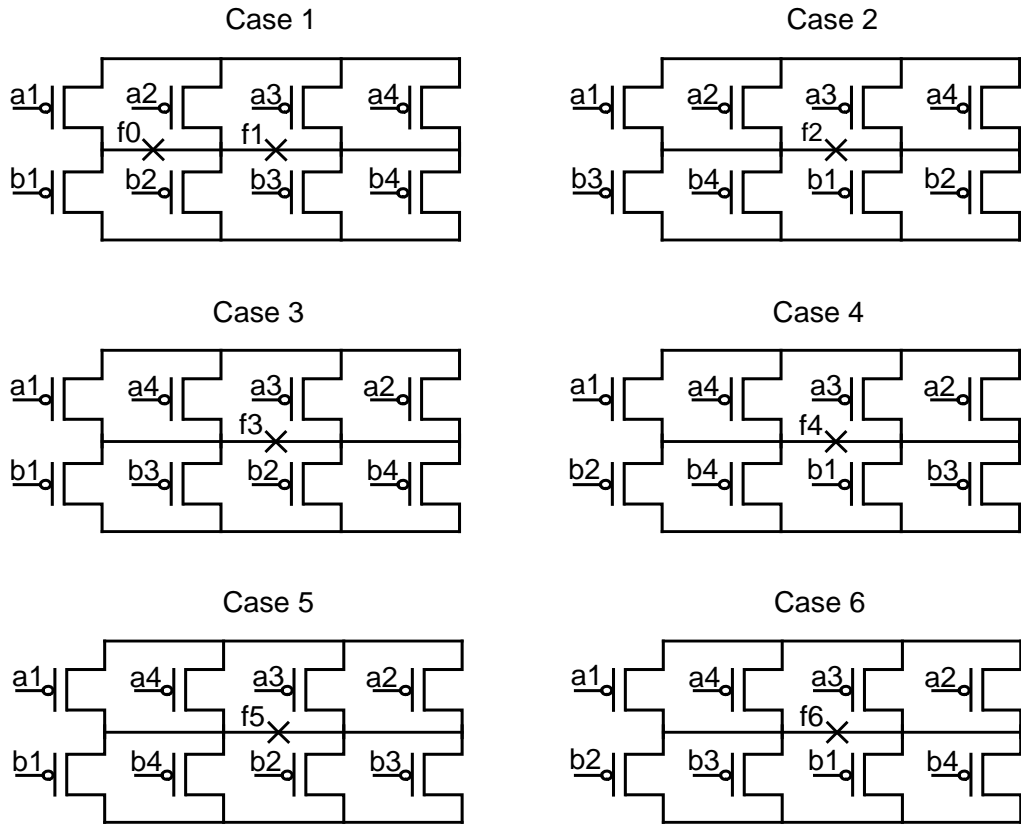 Case 1
Case 2
a1 a2 a3 a4
a1 a2 a3 a4
f0 f1
f2
b1 b2 b3 b4
b3 b4 b1 b2
Case 3
Case 4
a1 a4 a3 a2
a1 a4 a3 a2
f3
f4
b1 b3 b2 b4
b2 b4 b1 b3
Case 5
Case 6
a1 a4 a3 a2
a1 a4 a3 a2
f5
f6
b1 b4 b2 b3
b2 b3 b1 b4